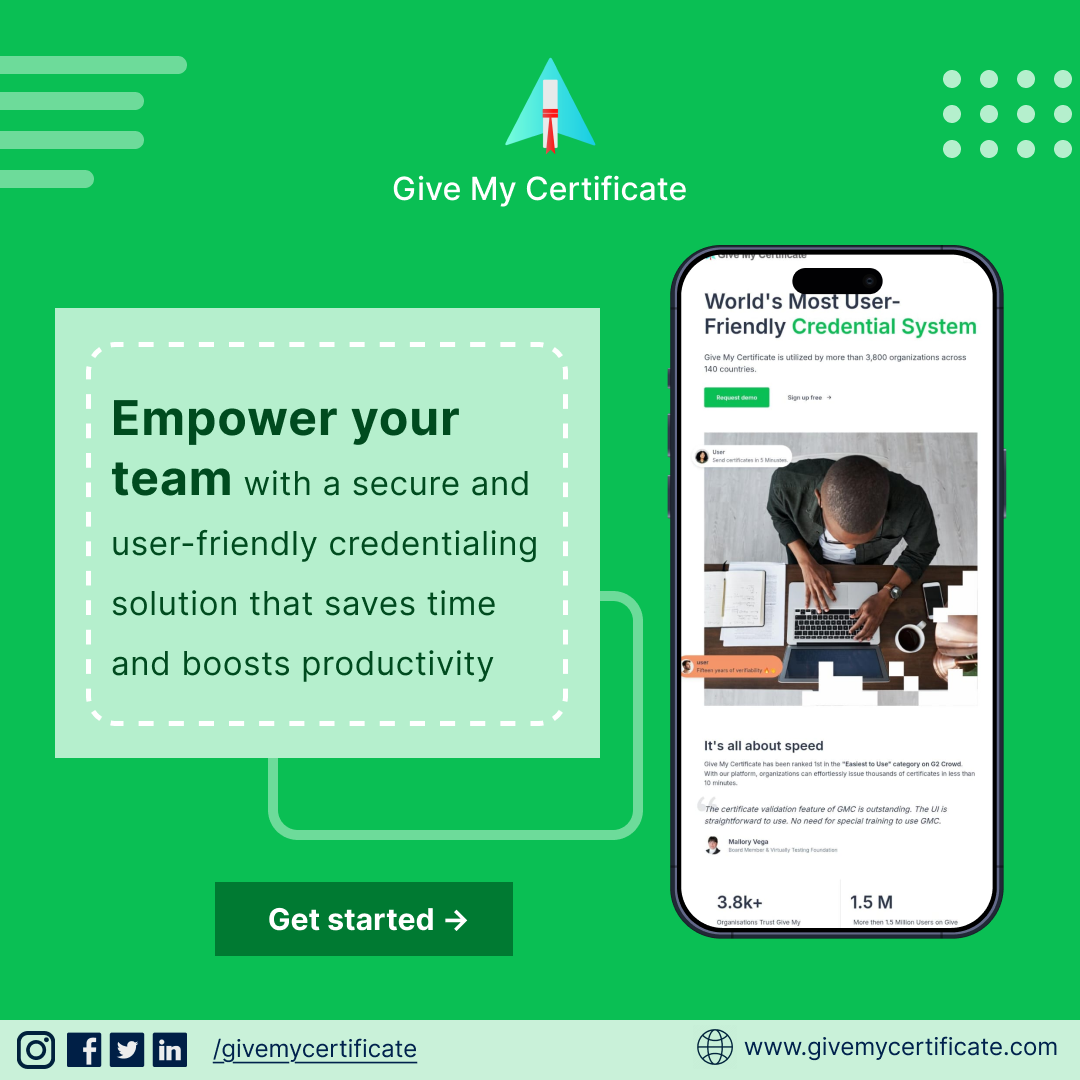 Give My Certificate
Empower your
team with a secure and
user-friendly credentialing
solution that saves time
and boosts productivity
Get started →
Give My Certificate
World's Most User-
Friendly Credential System
Give My Certificate is utilized by more than 3,800 organizations across
140 countries.
Request demo
Sign up free →
User
Send certificates in 5 Minutes
user
Fifteen years of verifiability 🔥
It's all about speed
Give My Certificate has been ranked 1st in the "Easiest to Use" category on G2 Crowd.
With our platform, organizations can effortlessly issue thousands of certificates in less than
10 minutes.
The certificate validation feature of GMC is outstanding. The UI is
straightforward to use. No need for special training to use GMC.
Mallory Vega
Board Member & Virtually Testing Foundation
3.8k+
Organisations Trust Give My
1.5 M
More then 1.5 Million Users on Give
/givemycertificate
www.givemycertificate.com